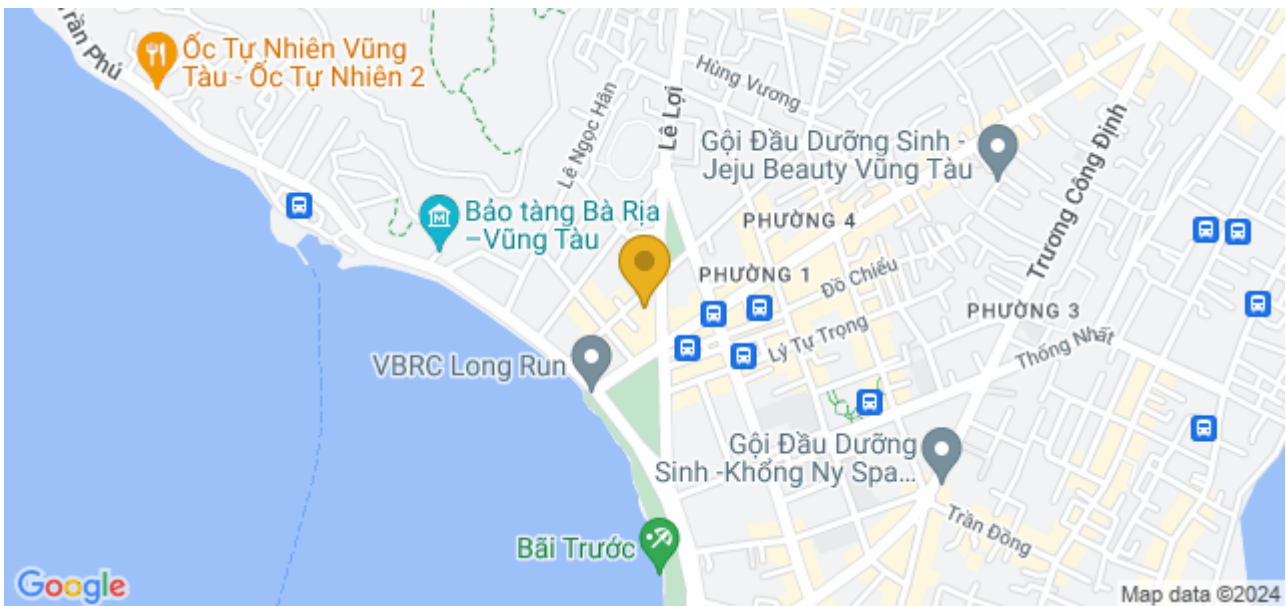 Trần Phú
Ốc Tự Nhiên Vũng
Tàu - Ốc Tự Nhiên 2
Lê Ngọc Hân
Lê Lợi
Hùng Vương
Gội Đầu Dưỡng Sinh -
Jeju Beauty Vũng Tàu
Trương Công Định
Bảo tàng Bà Rịa
–Vũng Tàu
PHƯỜNG 4
PHƯỜNG 1
Đồ Chiểu
PHƯỜNG 3
Lý Tự Trọng
Thống Nhất
VBRC Long Run
Gội Đầu Dưỡng
Sinh -Khổng Ny Spa...
Trần Đồng
Bãi Trước
Google
Map data ©2024